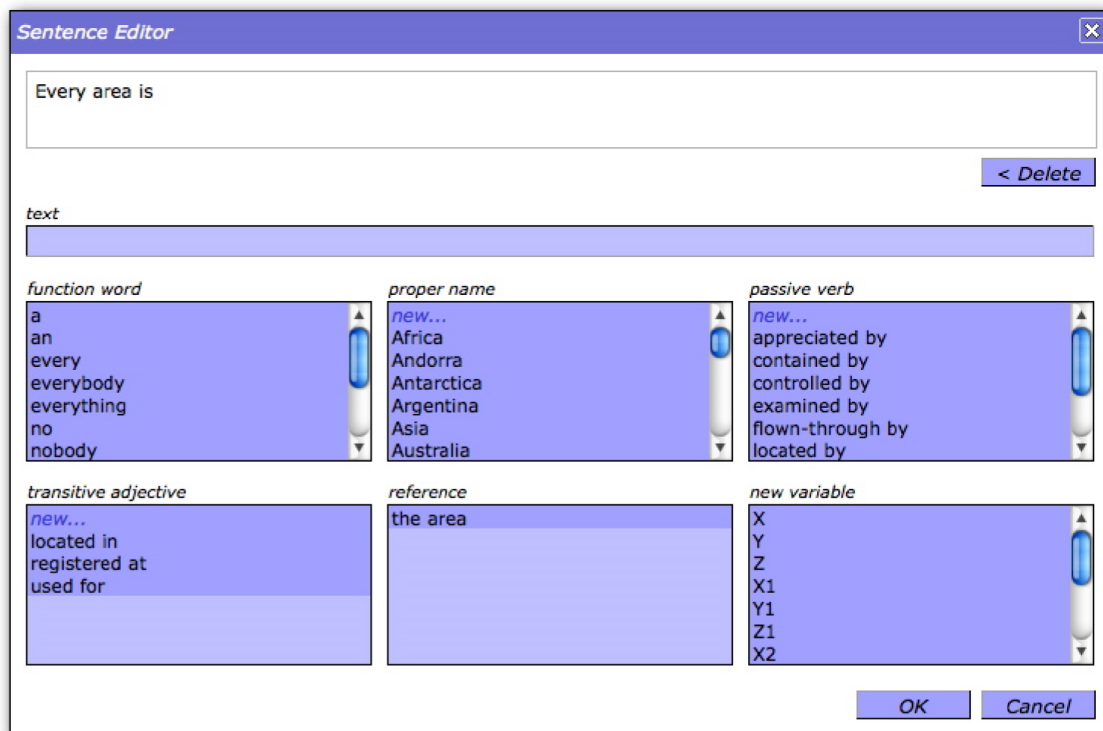 Sentence Editor
Every area is
< Delete
text
function word
a
an
every
everybody
everything
no
nobody
proper name
new...
Africa
Andorra
Antarctica
Argentina
Asia
Australia
passive verb
new...
appreciated by
contained by
controlled by
examined by
flown-through by
located by
transitive adjective
new...
located in
registered at
used for
reference
the area
new variable
X
Y
Z
X1
Y1
Z1
X2
OK
Cancel